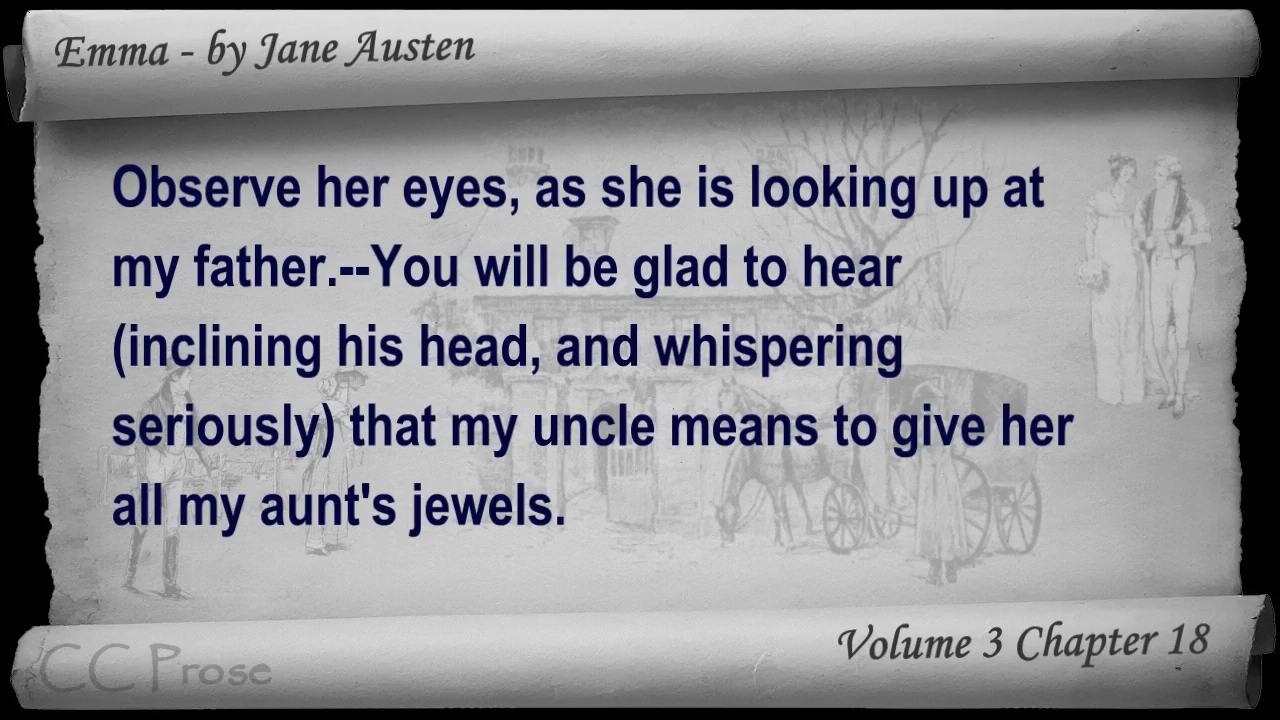 Emma - by Jane Austen
Observe her eyes, as she is looking up at
my father.--You will be glad to hear
(inclining his head, and whispering
seriously) that my uncle means to give her
all my aunt's jewels.
Volume 3 Chapter 18
CC Prose